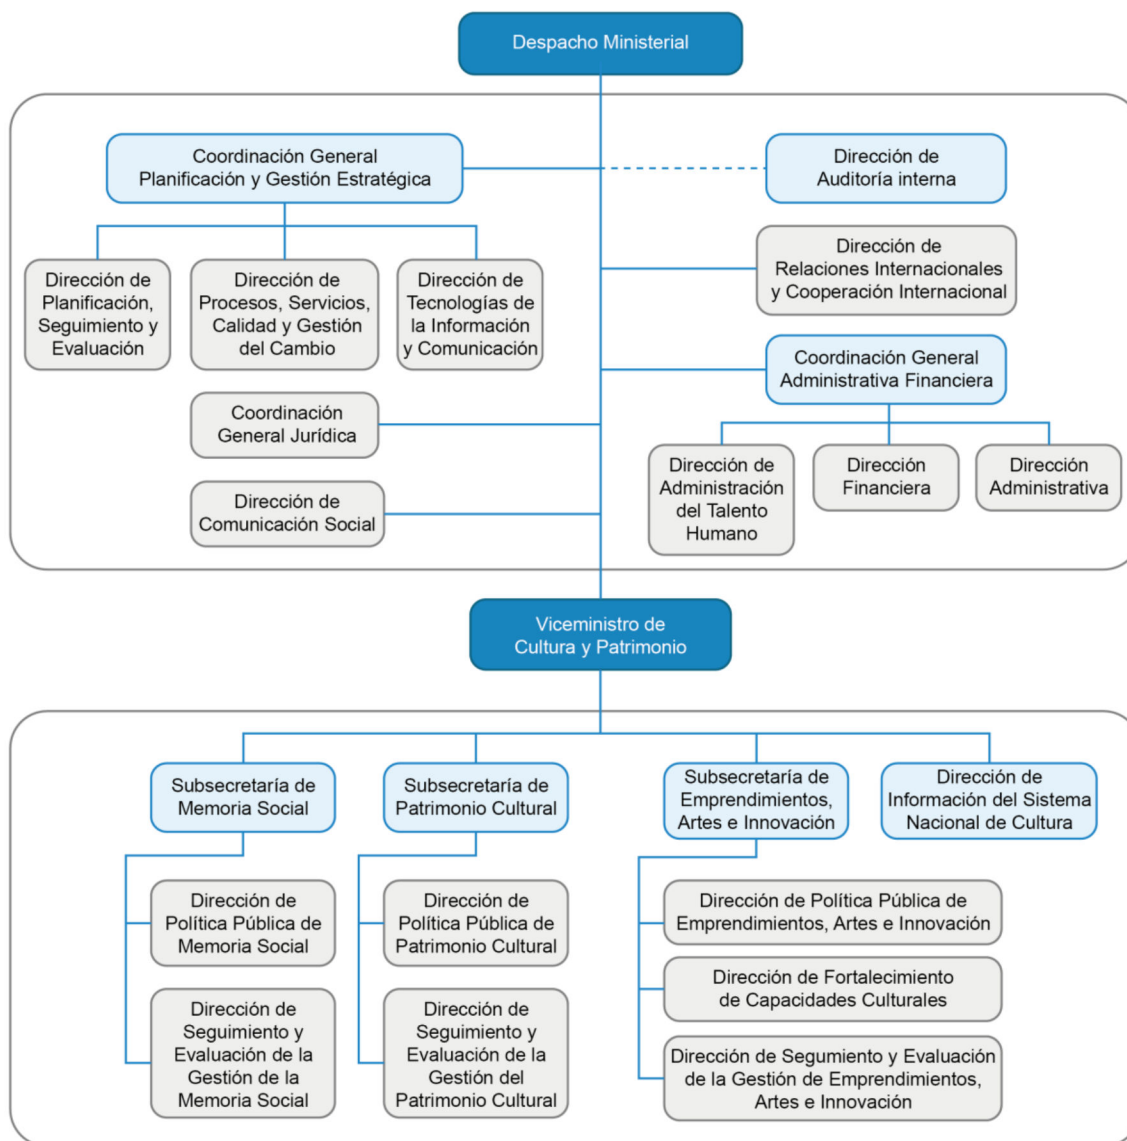 Despacho Ministerial
Coordinación General
Planificación y Gestión Estratégica
Dirección de
Auditoría interna
Dirección de
Relaciones Internacionales
y Cooperación Internacional
Dirección de
Planificación,
Seguimiento y
Evaluación
Dirección de
Procesos, Servicios,
Calidad y Gestión
del Cambio
Dirección de
Tecnologías de
la Información
y Comunicación
Coordinación General
Administrativa Financiera
Coordinación
General Jurídica
Dirección de
Administración
del Talento
Humano
Dirección
Financiera
Dirección
Administrativa
Dirección de
Comunicación Social
Viceministro de
Cultura y Patrimonio
Subsecretaría de
Memoria Social
Subsecretaría de
Patrimonio Cultural
Subsecretaría de
Emprendimientos,
Artes e Innovación
Dirección de
Información del Sistema
Nacional de Cultura
Dirección de
Política Pública de
Memoria Social
Dirección de
Seguimiento y
Evaluación de la
Gestión de la
Memoria Social
Dirección de
Política Pública de
Patrimonio Cultural
Dirección de
Seguimiento y
Evaluación de la
Gestión del
Patrimonio Cultural
Dirección de Política Pública de
Emprendimientos, Artes e Innovación
Dirección de Fortalecimiento
de Capacidades Culturales
Dirección de Segumiento y Evaluación
de la Gestión de Emprendimientos,
Artes e Innovación